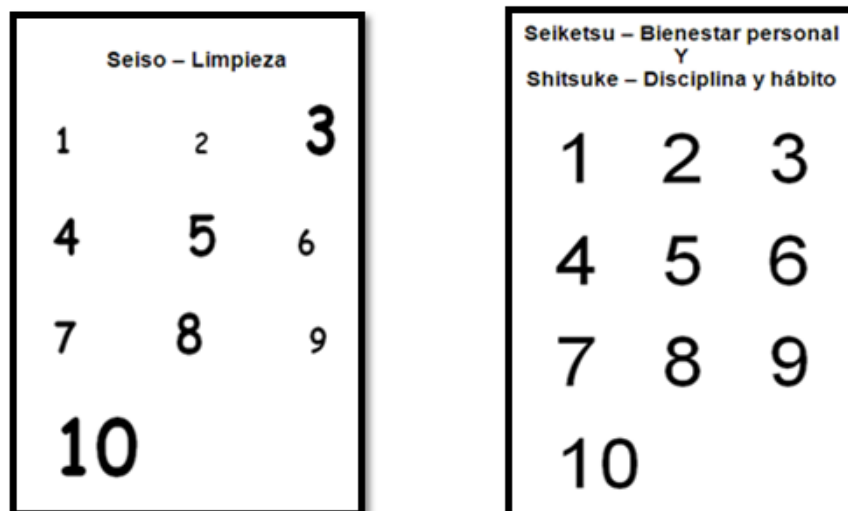 Seiso – Limpieza
1 2 3
4 5 6
7 8 9
10
Seiketsu – Bienestar personal
Y
Shitsuke – Disciplina y hábito
1 2 3
4 5 6
7 8 9
10